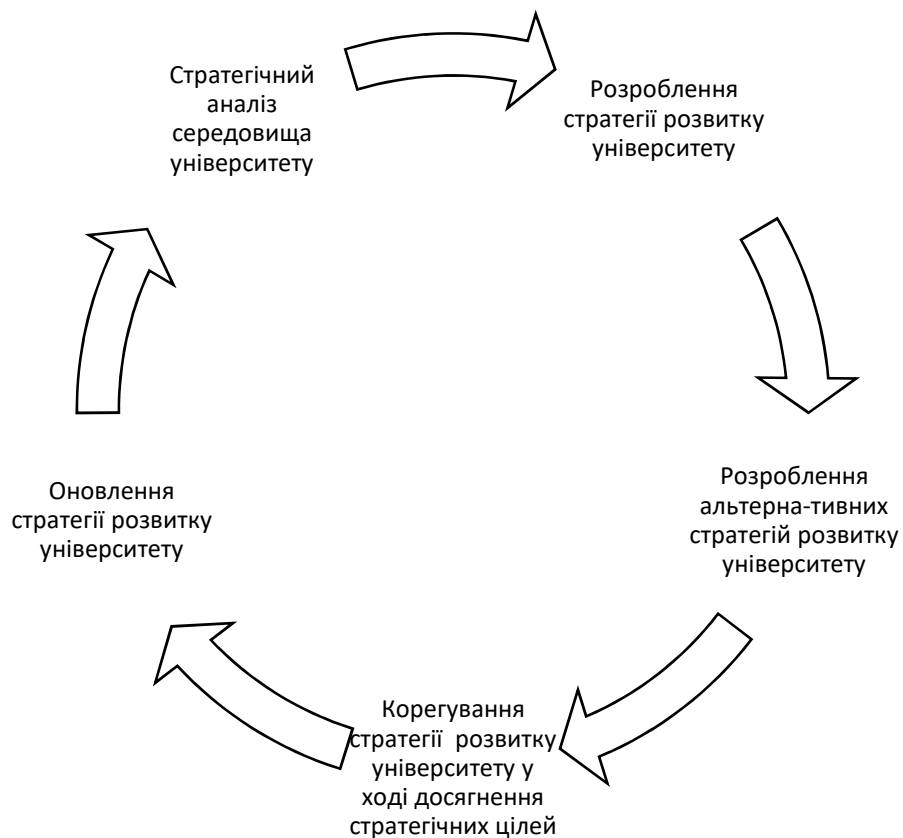 Стратегічний
аналіз
середовища
університету
Розроблення
стратегії розвитку
університету
Розроблення
альтерна-тивних
стратегій розвитку
університету
Корегування
стратегії  розвитку
університету у
ході досягнення
стратегічних цілей
Оновлення
стратегії розвитку
університету